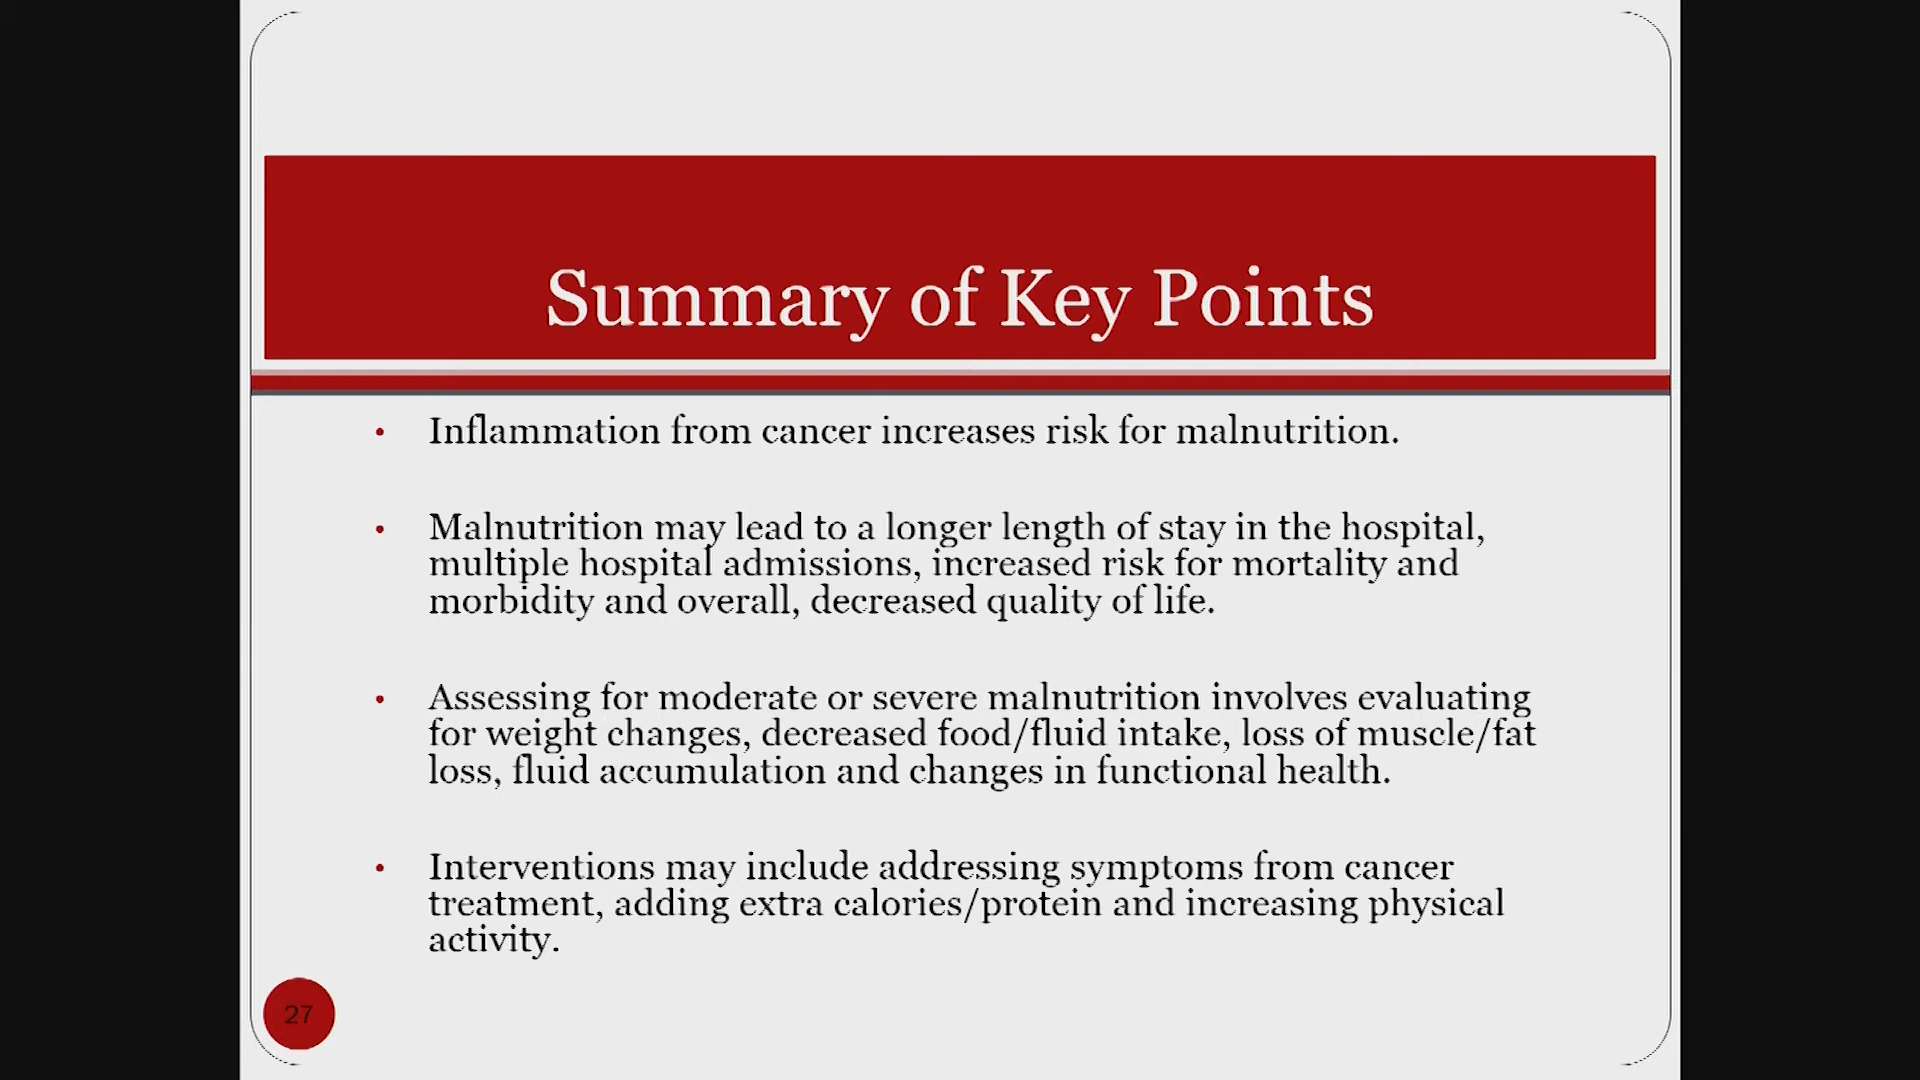 Summary of Key Points
• Inflammation from cancer increases risk for malnutrition.
• Malnutrition may lead to a longer length of stay in the hospital,
multiple hospital admissions, increased risk for mortality and
morbidity and overall, decreased quality of life.
• Assessing for moderate or severe malnutrition involves evaluating
for weight changes, decreased food/fluid intake, loss of muscle/fat
loss, fluid accumulation and changes in functional health.
• Interventions may include addressing symptoms from cancer
treatment, adding extra calories/protein and increasing physical
activity.
27